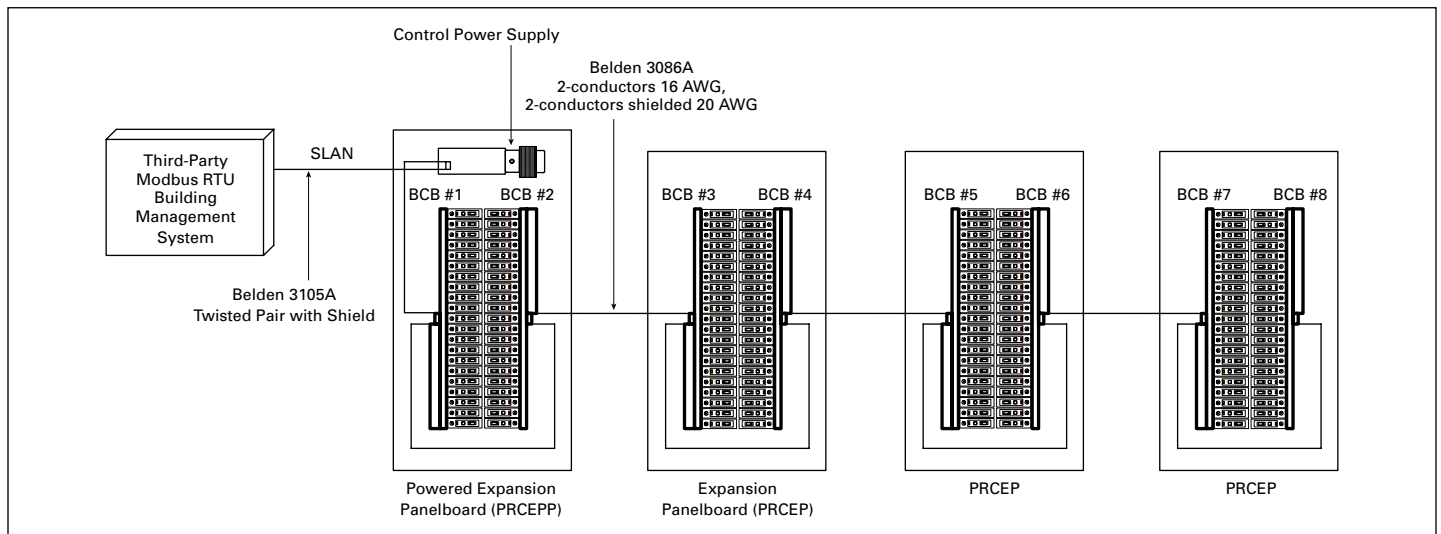 Control Power Supply
Belden 3086A
2-conductors 16 AWG,
2-conductors shielded 20 AWG
Third-Party
Modbus RTU
Building
Management
System
SLAN
Belden 3105A
Twisted Pair with Shield
BCB #1
BCB #2
BCB #3
BCB #4
BCB #5
BCB #6
BCB #7
BCB #8
Powered Expansion
Panelboard (PRCEPP)
Expansion
Panelboard (PRCEP)
PRCEP
PRCEP